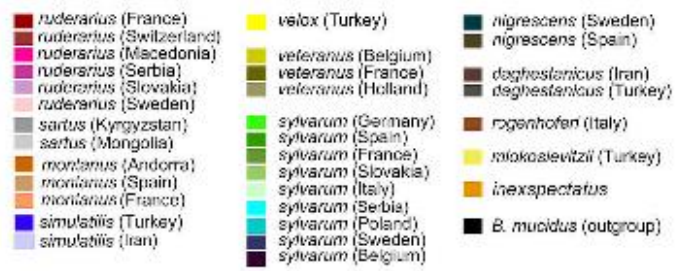 ruderarius (France)
ruderarius (Switzerland)
ruderarius (Macedonia)
ruderarius (Serbia)
ruderarius (Slovakia)
ruderarius (Sweden)
sartus (Kyrgyzstan)
sartus (Mongolia)
montanus (Andorra)
montanus (Spain)
montanus (France)
simulatilis (Turkey)
simulatilis (Iran)
velox (Turkey)
veteranus (Belgium)
veteranus (France)
veteranus (Holland)
sylvarum (Germany)
sylvarum (Spain)
sylvarum (France)
sylvarum (Slovakia)
sylvarum (Italy)
sylvarum (Serbia)
sylvarum (Poland)
sylvarum (Sweden)
sylvarum (Belgium)
nigrescens (Sweden)
nigrescens (Spain)
daghestanicus (Iran)
daghestanicus (Turkey)
rogenhoferi (Italy)
mlokosievitzii (Turkey)
inexspectatus
B. mucidus (outgroup)